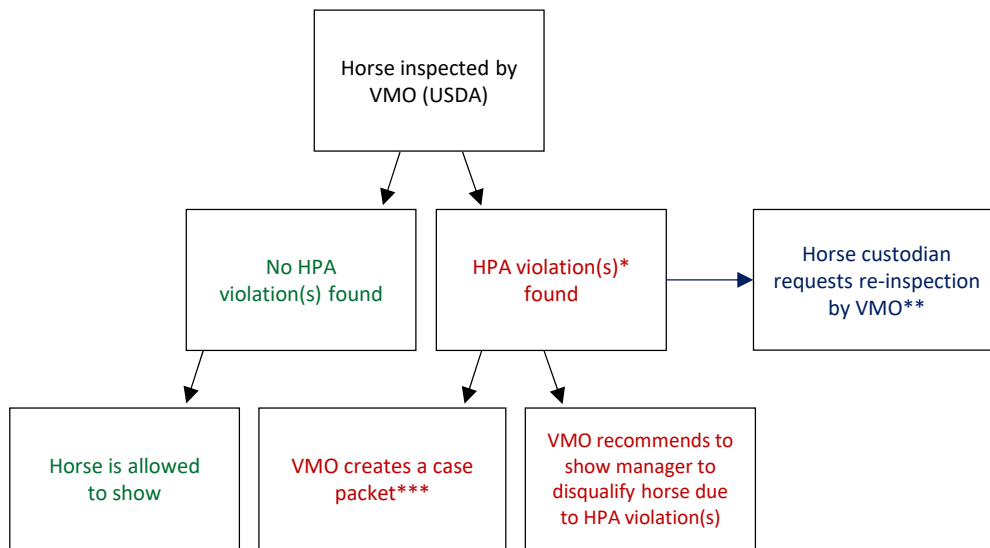 Horse inspected by
VMO (USDA)
No HPA
violation(s) found
HPA violation(s)*
found
Horse custodian
requests re-inspection
by VMO**
Horse is allowed
to show
VMO creates a case
packet***
VMO recommends to
show manager to
disqualify horse due
to HPA violation(s)